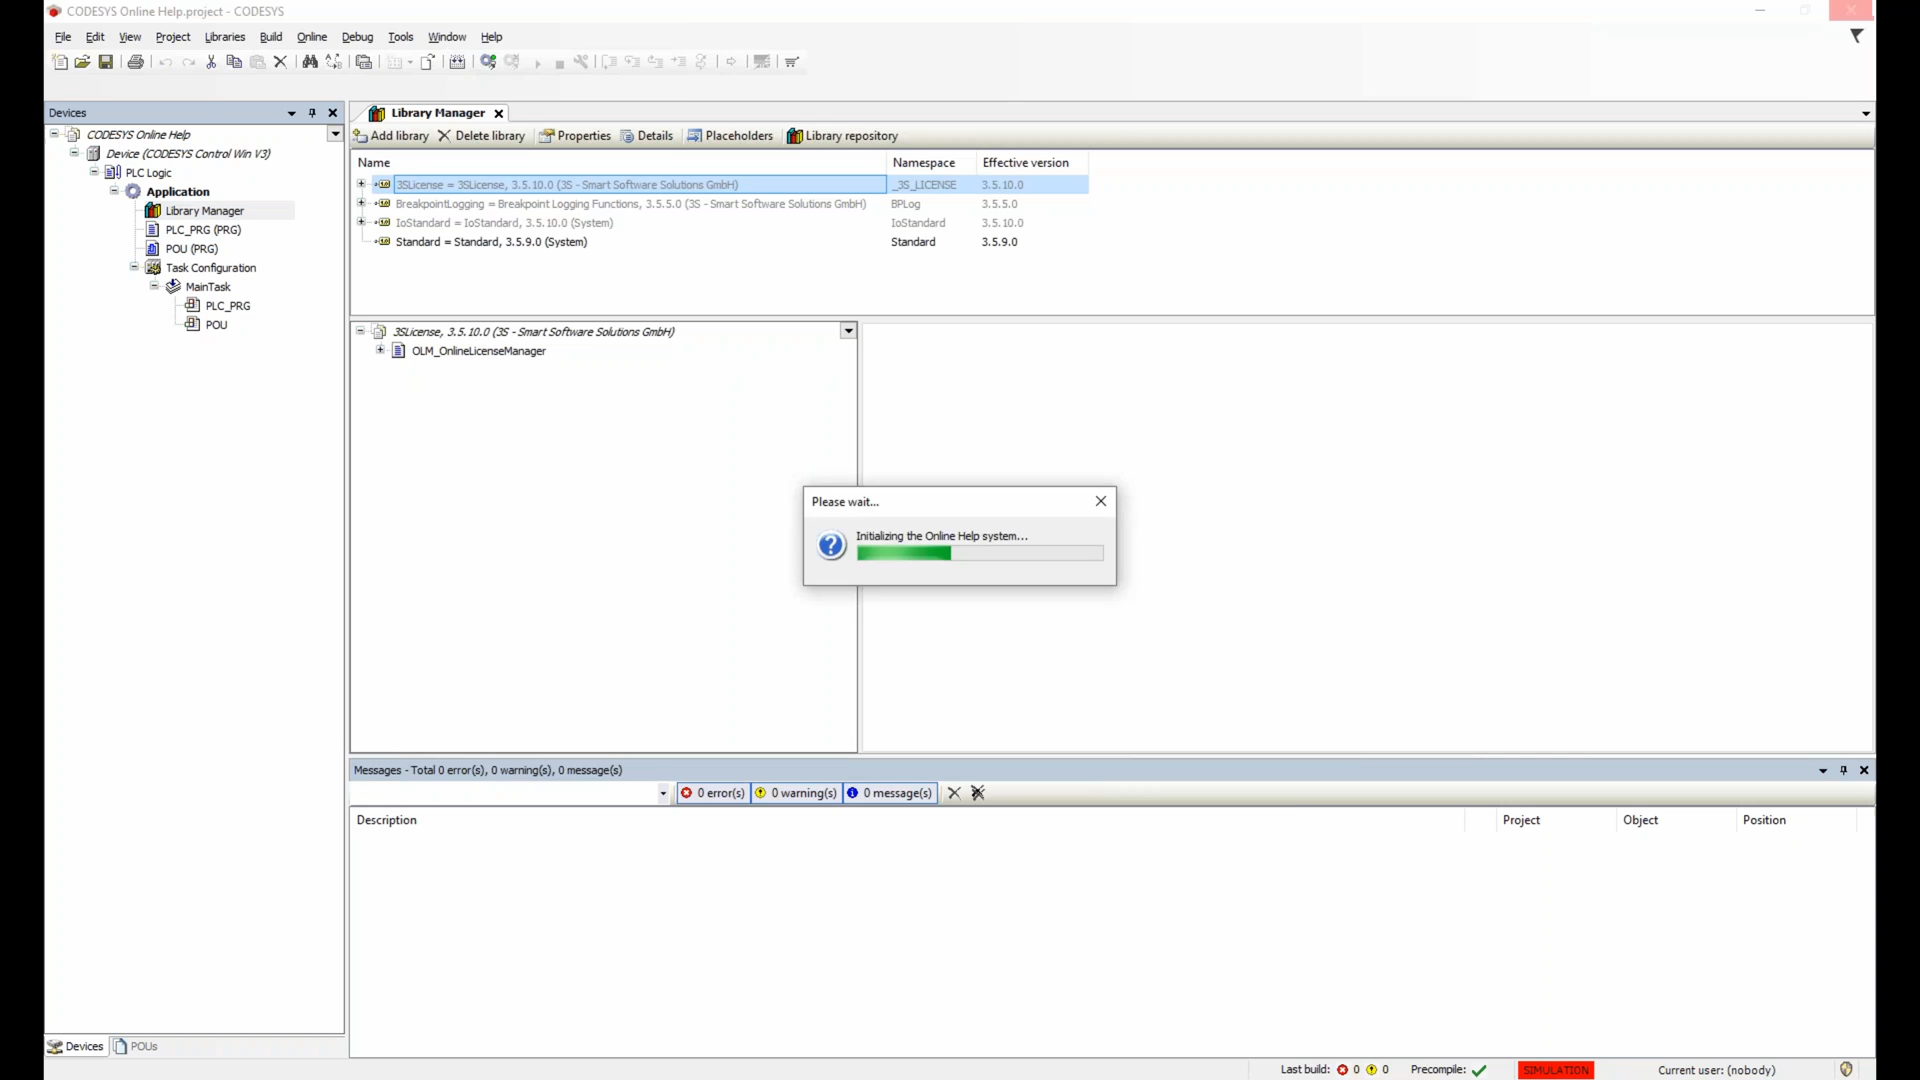 CODESYS Online Help.project - CODESYS
File Edit View Project Libraries Build Online Debug Tools Window Help
Devices
CODESYS Online Help
Device (CODESYS Control Win V3)
PLC Logic
Application
Library Manager
PLC_PRG (PRG)
POU (PRG)
Task Configuration
MainTask
PLC_PRG
POU
Devices POUs
Library Manager
Add library Delete library Properties Details Placeholders Library repository
Name Namespace Effective version
3SLicense = 3SLicense, 3.5.10.0 (3S - Smart Software Solutions GmbH) _3S_LICENSE 3.5.10.0
BreakpointLogging = Breakpoint Logging Functions, 3.5.5.0 (3S - Smart Software Solutions GmbH) BPLog 3.5.5.0
IoStandard = IoStandard, 3.5.10.0 (System) IoStandard 3.5.10.0
Standard = Standard, 3.5.9.0 (System) Standard 3.5.9.0
3SLicense, 3.5.10.0 (3S - Smart Software Solutions GmbH)
OLM_OnlineLicenseManager
Please wait...
Initializing the Online Help system...
Messages - Total 0 error(s), 0 warning(s), 0 message(s)
0 error(s) 0 warning(s) 0 message(s)
Description Project Object Position
Last build: 0 0 Precompile: SIMULATION Current user: (nobody)